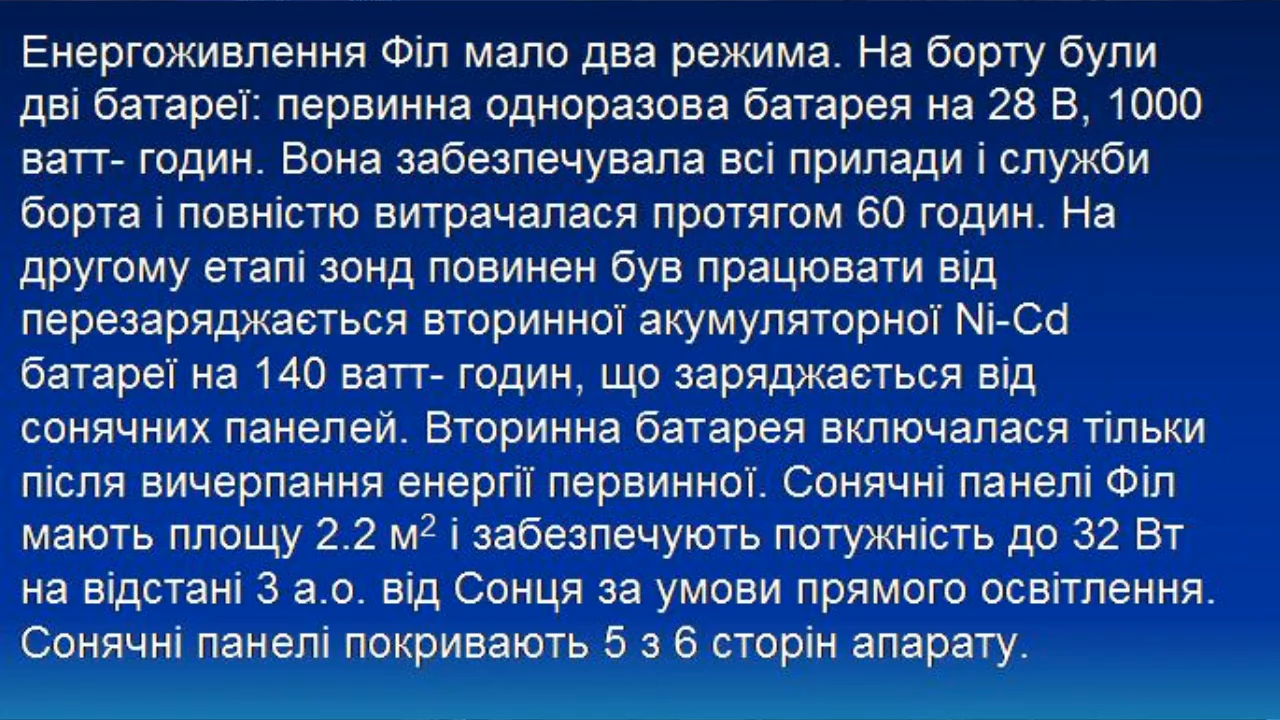 Енергоживлення Філ мало два режима. На борту були
дві батареї: первинна одноразова батарея на 28 В, 1000
ватт- годин. Вона забезпечувала всі прилади і служби
борта і повністю витрачалася протягом 60 годин. На
другому етапі зонд повинен був працювати від
перезаряджається вторинної акумуляторної Ni-Cd
батареї на 140 ватт- годин, що заряджається від
сонячних панелей. Вторинна батарея включалася тільки
після вичерпання енергії первинної. Сонячні панелі Філ
мають площу 2.2 м² і забезпечують потужність до 32 Вт
на відстані 3 а.о. від Сонця за умови прямого освітлення.
Сонячні панелі покривають 5 з 6 сторін апарату.